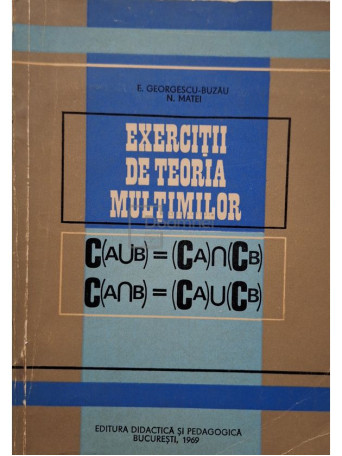 E. GEORGESCU-BUZĂU
N. MATEI
EXERCIȚII
DE TEORIA
MULȚIMILOR
C(A∪B) = (CA)∩(CB)
C(A∩B) = (CA)∪(CB)
EDITURA DIDACTICĂ ȘI PEDAGOGICĂ
BUCUREȘTI, 1969